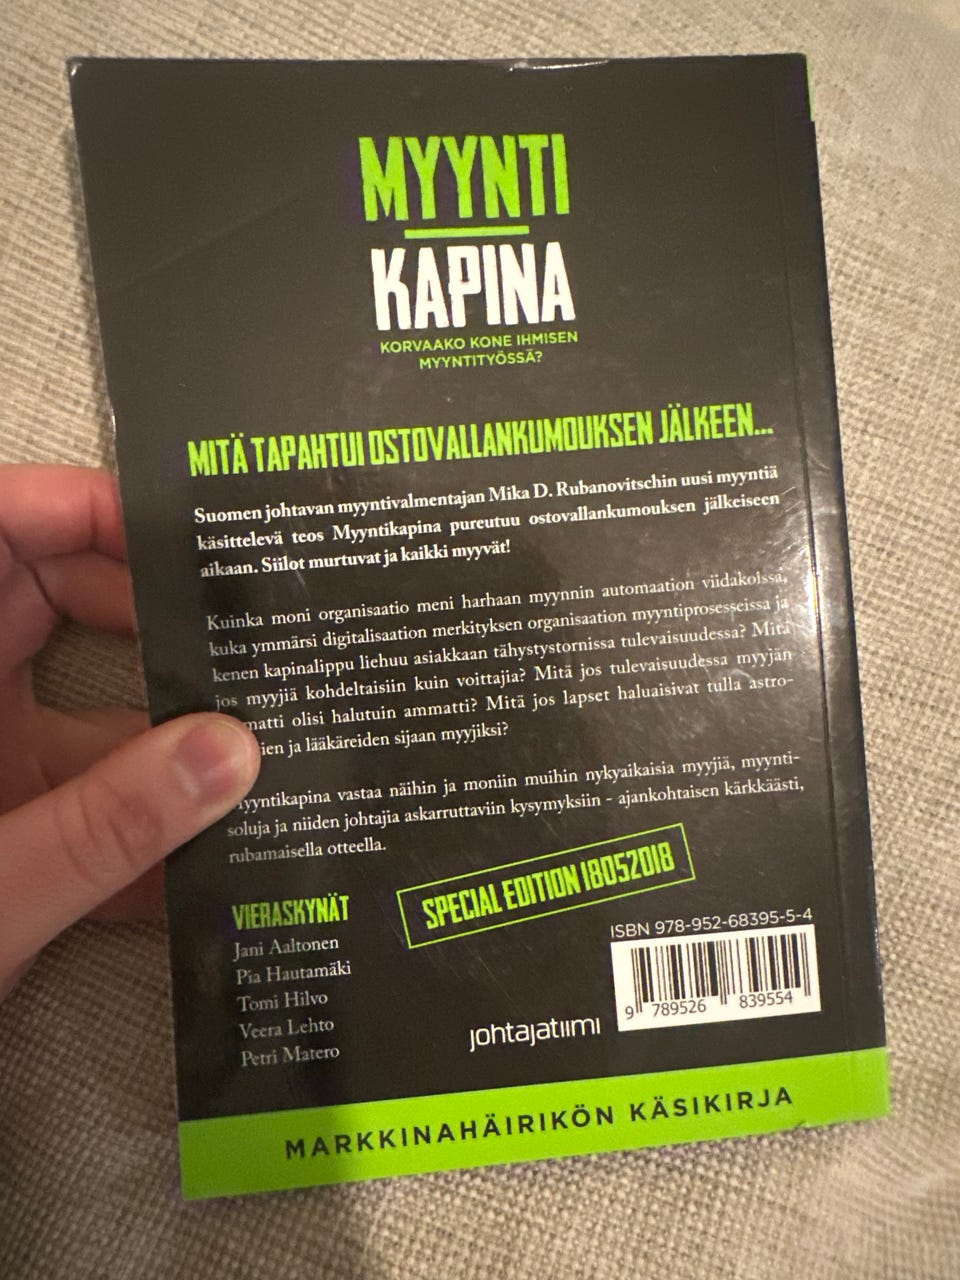 MYYNTI
KAPINA
KORVAAKO KONE IHMISEN
MYYNTITYÖSSÄ?
MITÄ TAPAHTUI OSTOVALLANKUMOUKSEN JÄLKEEN...
Suomen johtavan myyntivalmentajan Mika D. Rubanovitschin uusi myyntiä
käsittelevä teos Myyntikapina pureutuu ostovallankumouksen jälkeiseen
aikaan. Siilot murtuvat ja kaikki myyvät!
Kuinka moni organisaatio meni harhaan myynnin automaation viidakolssa,
kuka ymmärsi digitalisaation merkityksen organisaation myyntiprosesseissa ja
kenen kapinalippu liehuu asiakkaan tähystystornissa tulevaisuudessa? Mitä
jos myyjiä kohdeltaisiin kuin voittajia? Mitä jos tulevaisuudessa myyjän
matti olisi halutuin ammatti? Mitä jos lapset haluaisivat tulla astro-
ien ja lääkäreiden sijaan myyjiksi?
yyntikapina vastaa näihin ja moniin muihin nykyaikaisia myyjiä, myynti-
soluja ja niiden johtajia askarruttaviin kysymyksiin - ajankohtaisen kärkkäästi,
rubamaisella otteella.
SPECIAL EDITION 18052018
VIERASKYNÄT
Jani Aaltonen
Pia Hautamäki
Tomi Hilvo
Veera Lehto
Petri Matero
johtajatiimi
ISBN 978-952-68395-5-4
9 789526 839554
MARKKINAHÄIRIKÖN KÄSIKIRJA